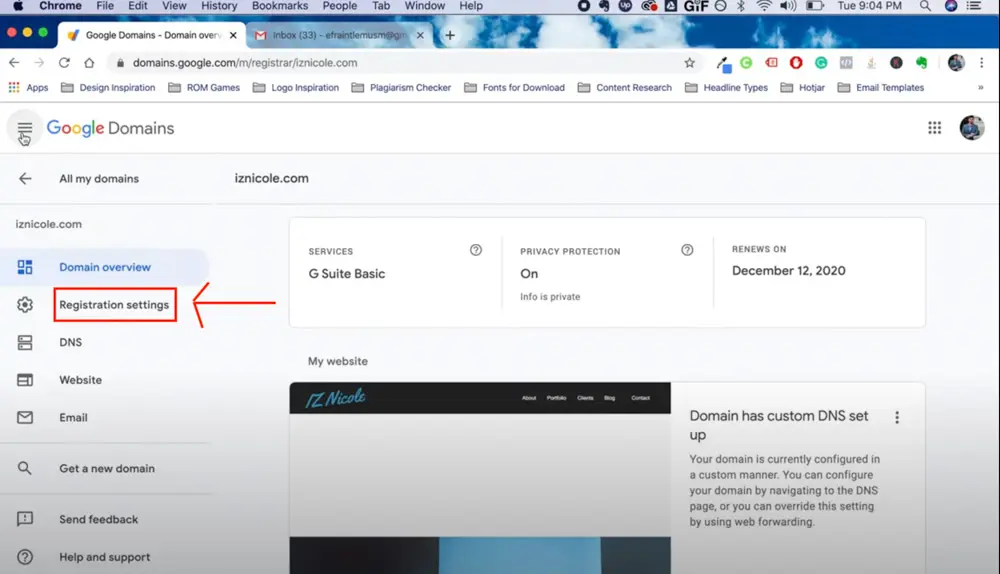 Chrome File Edit View History Bookmarks People Tab Window Help GIF Tue 9:04 PM
Google Domains - Domain over Inbox (33) - efraintlemusm@gm
domains.google.com/m/registrar/iznicole.com
Apps Design Inspiration ROM Games Logo Inspiration Plagiarism Checker Fonts for Download Content Research Headline Types Hotjar Email Templates »
Google Domains
All my domains
iznicole.com
iznicole.com
Domain overview
Registration settings
DNS
Website
Email
Get a new domain
Send feedback
Help and support
SERVICES
G Suite Basic
PRIVACY PROTECTION
On
Info is private
RENEWS ON
December 12, 2020
My website
IZ Nicole
About Portfolio Clients Blog Contact
Domain has custom DNS set
up
Your domain is currently configured in
a custom manner. You can configure
your domain by navigating to the DNS
page, or you can override this setting
by using web forwarding.